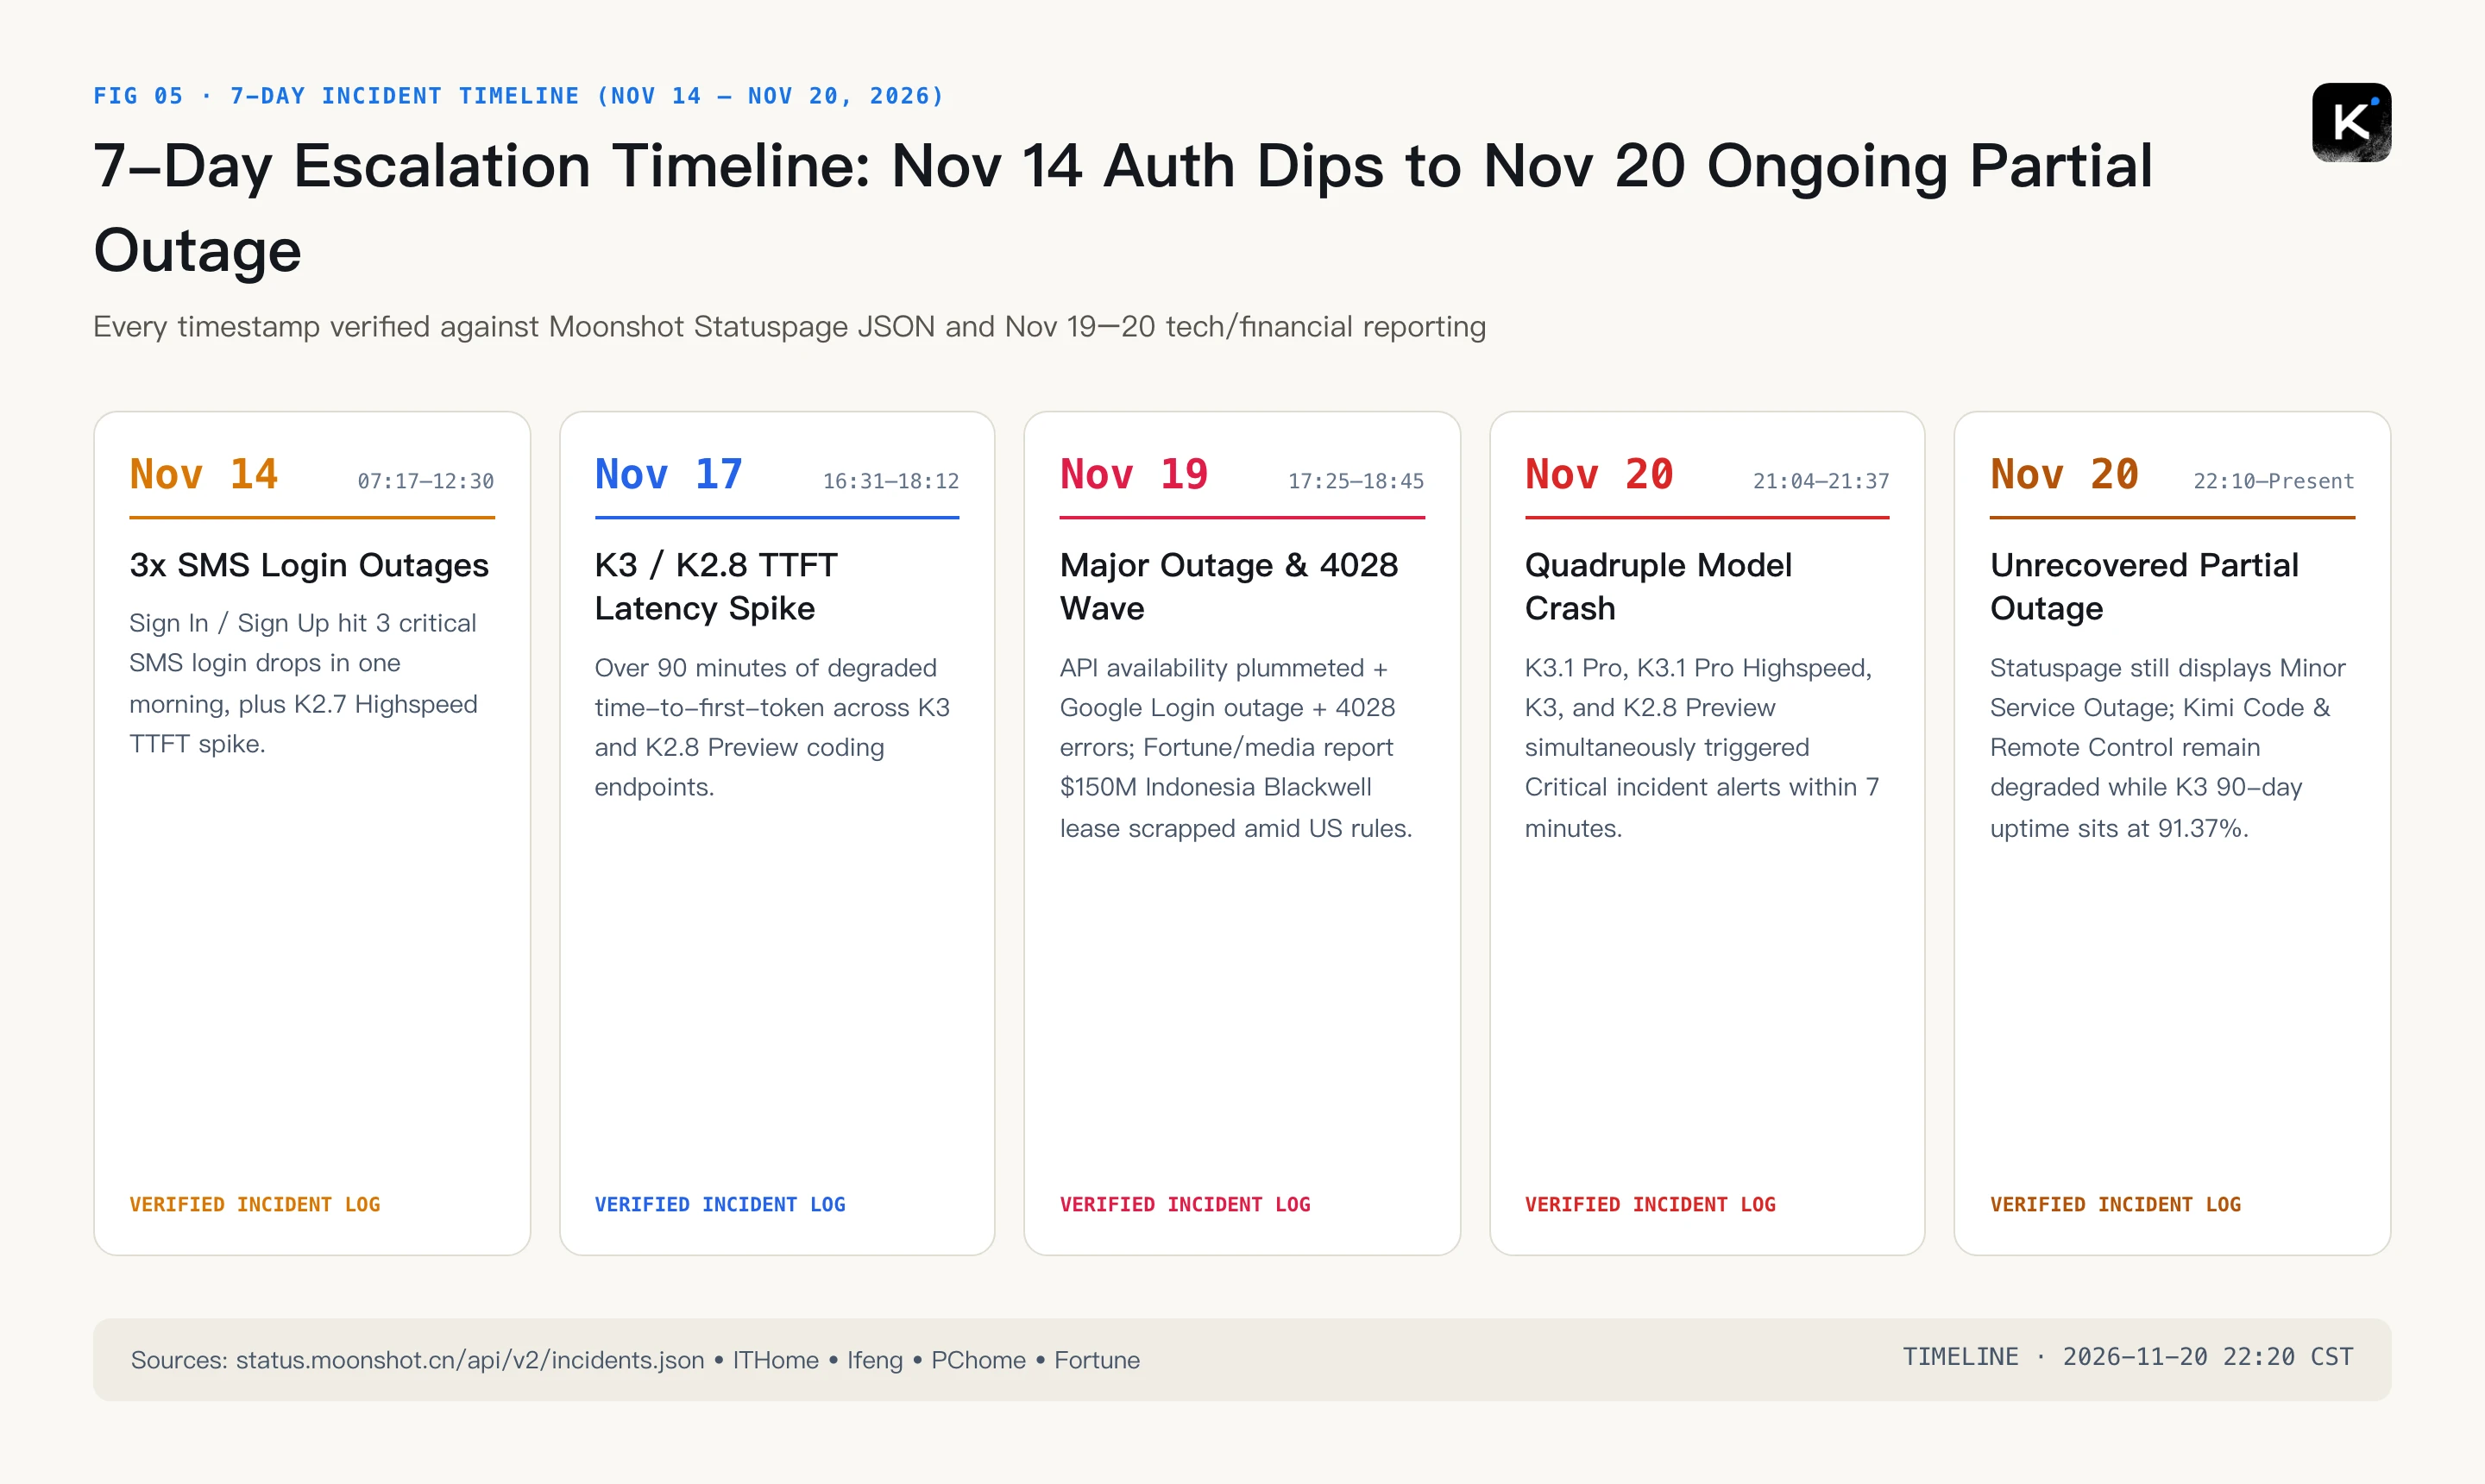 FIG 05 · 7–DAY INCIDENT TIMELINE (NOV 14 – NOV 20, 2026)
K
7–Day Escalation Timeline: Nov 14 Auth Dips to Nov 20 Ongoing Partial
Outage
Every timestamp verified against Moonshot Statuspage JSON and Nov 19–20 tech/financial reporting
Nov 14
07:17–12:30
3x SMS Login Outages
Sign In / Sign Up hit 3 critical
SMS login drops in one
morning, plus K2.7 Highspeed
TTFT spike.
VERIFIED INCIDENT LOG
Nov 17
16:31–18:12
K3 / K2.8 TTFT
Latency Spike
Over 90 minutes of degraded
time–to–first–token across K3
and K2.8 Preview coding
endpoints.
VERIFIED INCIDENT LOG
Nov 19
17:25–18:45
Major Outage & 4028
Wave
API availability plummeted +
Google Login outage + 4028
errors; Fortune/media report
$150M Indonesia Blackwell
lease scrapped amid US rules.
VERIFIED INCIDENT LOG
Nov 20
21:04–21:37
Quadruple Model
Crash
K3.1 Pro, K3.1 Pro Highspeed,
K3, and K2.8 Preview
simultaneously triggered
Critical incident alerts within 7
minutes.
VERIFIED INCIDENT LOG
Nov 20
22:10–Present
Unrecovered Partial
Outage
Statuspage still displays Minor
Service Outage; Kimi Code &
Remote Control remain
degraded while K3 90–day
uptime sits at 91.37%.
VERIFIED INCIDENT LOG
Sources: status.moonshot.cn/api/v2/incidents.json • ITHome • Ifeng • PChome • Fortune
TIMELINE · 2026–11–20 22:20 CST